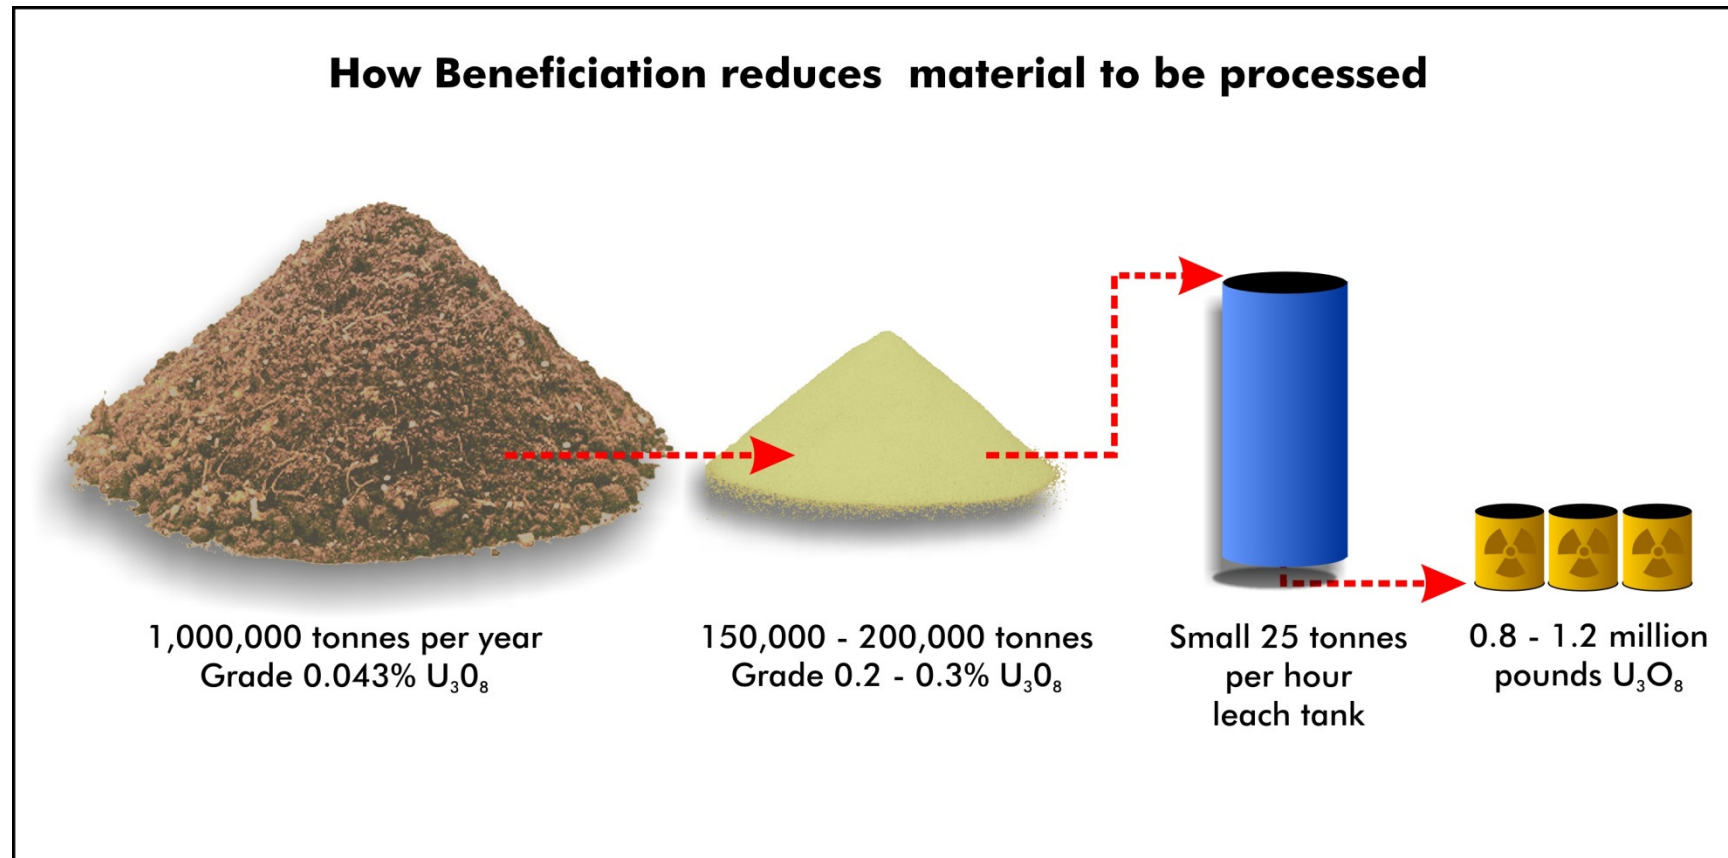 How Beneficiation reduces  material to be processed
1,000,000 tonnes per year
Grade 0.043% U₃0₈
150,000 - 200,000 tonnes
Grade 0.2 - 0.3% U₃0₈
Small 25 tonnes
per hour
leach tank
0.8 - 1.2 million
pounds U₃O₈